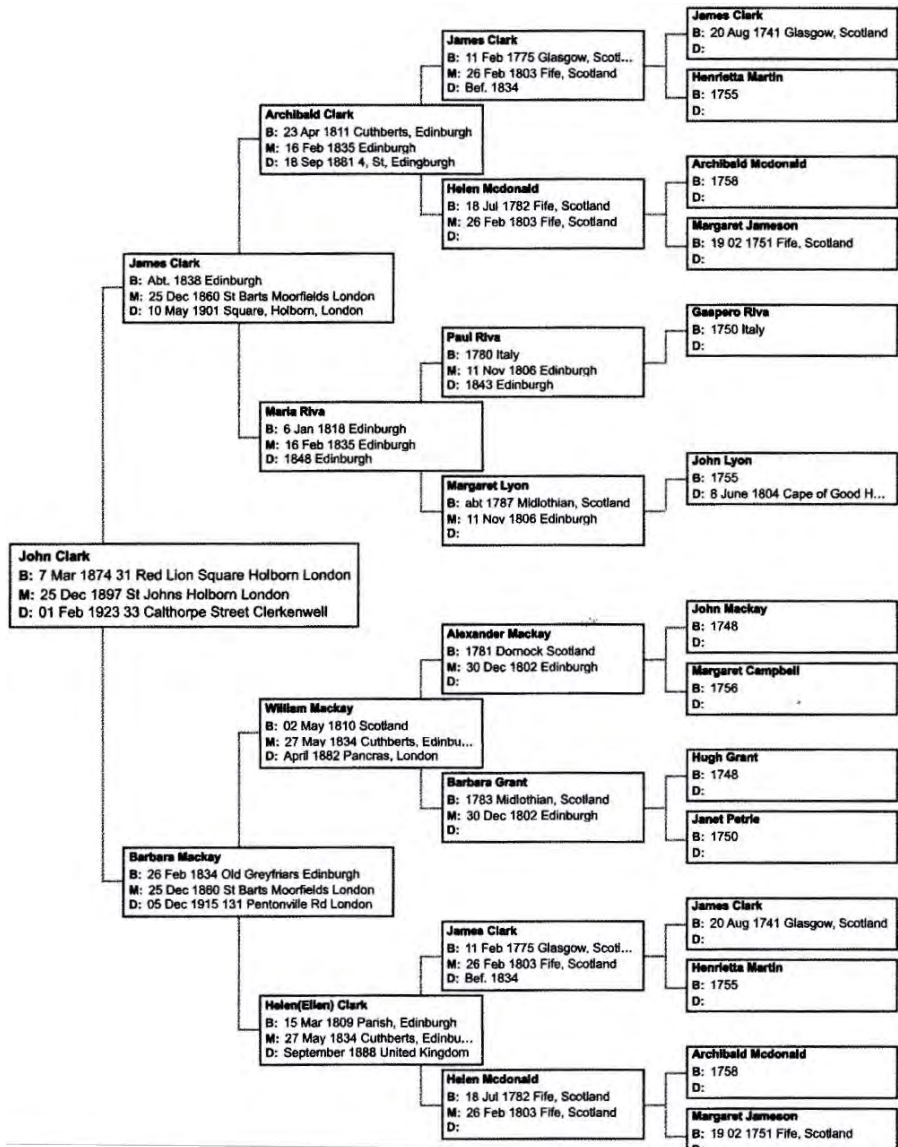 James Clark
B: 20 Aug 1741 Glasgow, Scotland
D:
Henrietta Martin
B: 1755
D:
James Clark
B: 11 Feb 1775 Glasgow, Scotl...
M: 26 Feb 1803 Fife, Scotland
D: Bef. 1834
Archibald Clark
B: 23 Apr 1811 Cuthberts, Edinburgh
M: 16 Feb 1835 Edinburgh
D: 18 Sep 1881 4, St, Edingburgh
Archibald Mcdonald
B: 1758
D:
Helen Mcdonald
B: 18 Jul 1782 Fife, Scotland
M: 26 Feb 1803 Fife, Scotland
D:
Margaret Jameson
B: 19 02 1751 Fife, Scotland
D:
James Clark
B: Abt. 1838 Edinburgh
M: 25 Dec 1860 St Barts Moorfields London
D: 10 May 1901 Square, Holborn, London
Gaspero Riva
B: 1750 Italy
D:
Paul Riva
B: 1780 Italy
M: 11 Nov 1806 Edinburgh
D: 1843 Edinburgh
Maria Riva
B: 6 Jan 1818 Edinburgh
M: 16 Feb 1835 Edinburgh
D: 1848 Edinburgh
John Lyon
B: 1755
D: 8 June 1804 Cape of Good H...
Margaret Lyon
B: abt 1787 Midlothian, Scotland
M: 11 Nov 1806 Edinburgh
D:
John Clark
B: 7 Mar 1874 31 Red Lion Square Holborn London
M: 25 Dec 1897 St Johns Holborn London
D: 01 Feb 1923 33 Calthorpe Street Clerkenwell
John Mackay
B: 1748
D:
Alexander Mackay
B: 1781 Dornock Scotland
M: 30 Dec 1802 Edinburgh
D:
Margaret Campbell
B: 1756
D:
William Mackay
B: 02 May 1810 Scotland
M: 27 May 1834 Cuthberts, Edinbu...
D: April 1882 Pancras, London
Hugh Grant
B: 1748
D:
Barbara Grant
B: 1783 Midlothian, Scotland
M: 30 Dec 1802 Edinburgh
D:
Janet Petrie
B: 1750
D:
Barbara Mackay
B: 26 Feb 1834 Old Greyfriars Edinburgh
M: 25 Dec 1860 St Barts Moorfields London
D: 05 Dec 1915 131 Pentonville Rd London
James Clark
B: 20 Aug 1741 Glasgow, Scotland
D:
James Clark
B: 11 Feb 1775 Glasgow, Scotl...
M: 26 Feb 1803 Fife, Scotland
D: Bef. 1834
Henrietta Martin
B: 1755
D:
Helen(Ellen) Clark
B: 15 Mar 1809 Parish, Edinburgh
M: 27 May 1834 Cuthberts, Edinbu...
D: September 1888 United Kingdom
Archibald Mcdonald
B: 1758
D:
Helen Mcdonald
B: 18 Jul 1782 Fife, Scotland
M: 26 Feb 1803 Fife, Scotland
D:
Margaret Jameson
B: 19 02 1751 Fife, Scotland